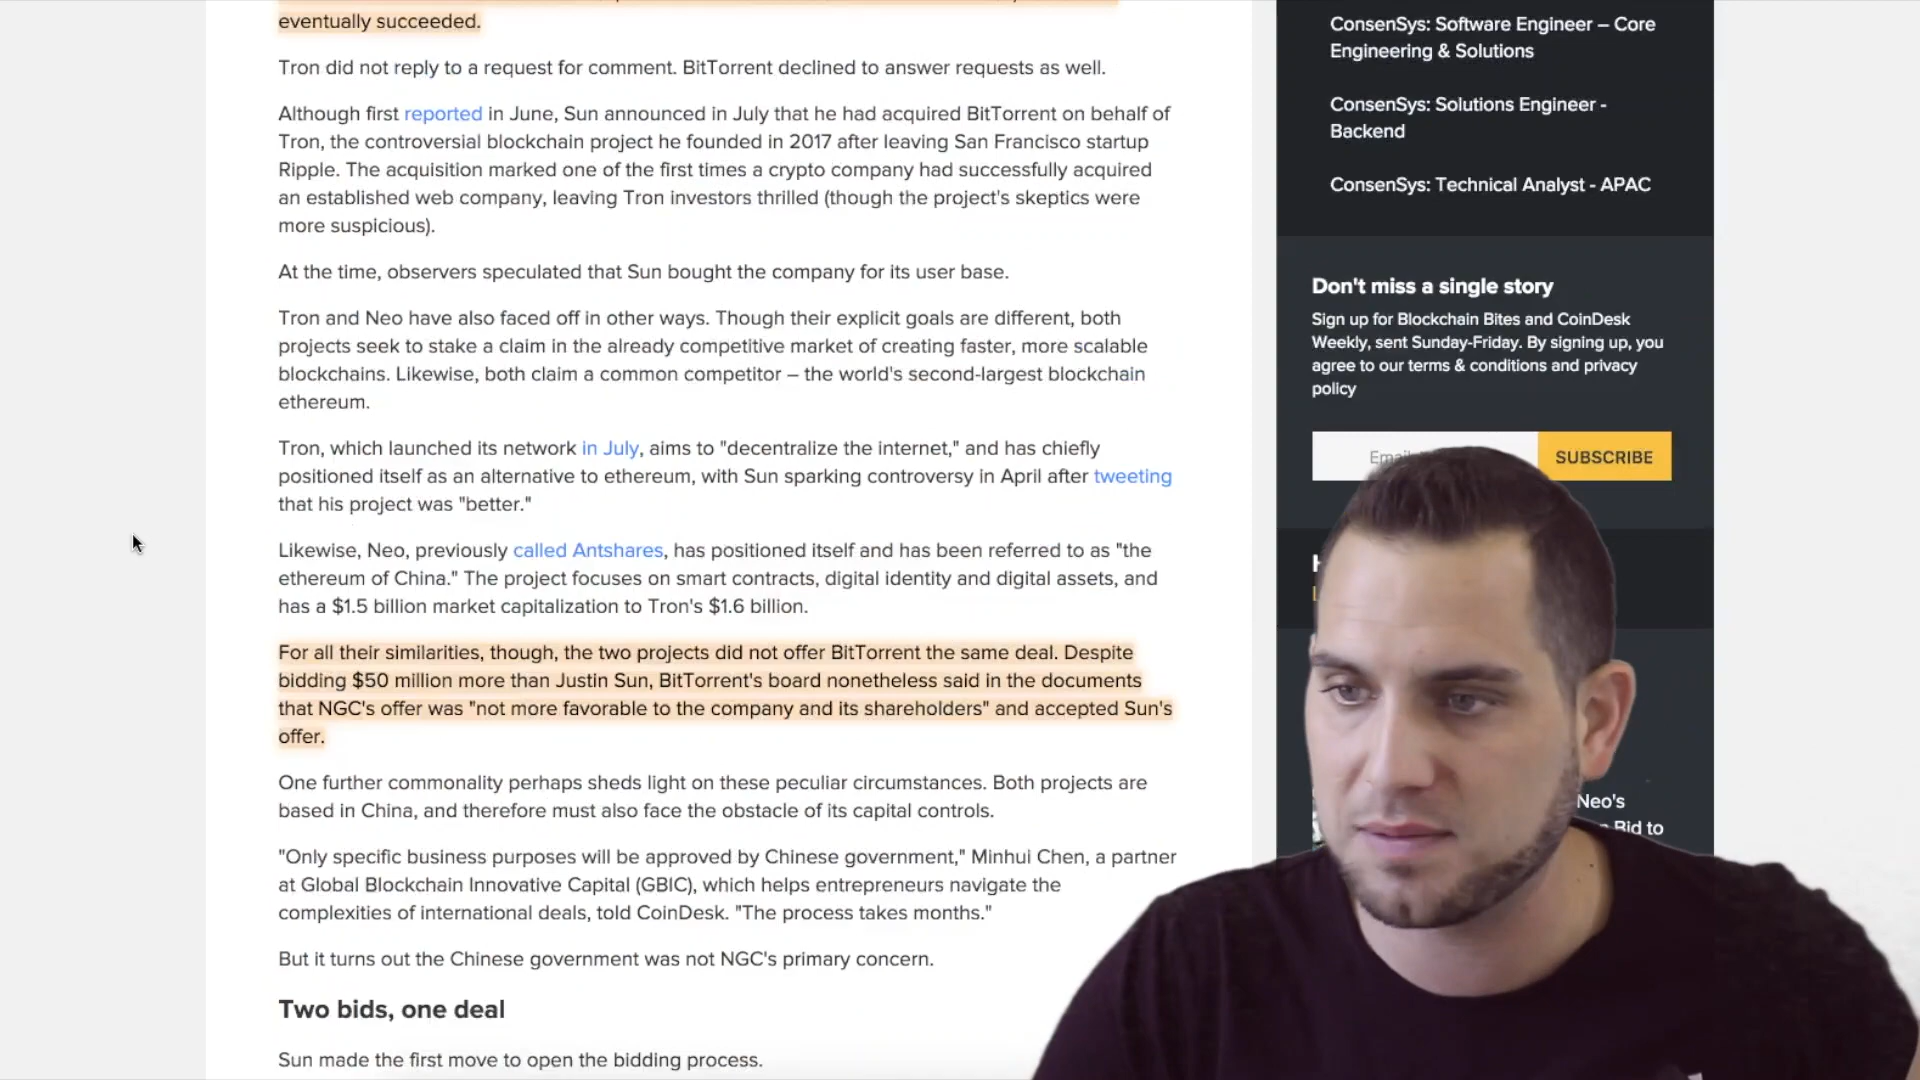 eventually succeeded.
Tron did not reply to a request for comment. BitTorrent declined to answer requests as well.
Although first reported in June, Sun announced in July that he had acquired BitTorrent on behalf of
Tron, the controversial blockchain project he founded in 2017 after leaving San Francisco startup
Ripple. The acquisition marked one of the first times a crypto company had successfully acquired
an established web company, leaving Tron investors thrilled (though the project's skeptics were
more suspicious).
At the time, observers speculated that Sun bought the company for its user base.
Tron and Neo have also faced off in other ways. Though their explicit goals are different, both
projects seek to stake a claim in the already competitive market of creating faster, more scalable
blockchains. Likewise, both claim a common competitor – the world's second-largest blockchain
ethereum.
Tron, which launched its network in July, aims to "decentralize the internet," and has chiefly
positioned itself as an alternative to ethereum, with Sun sparking controversy in April after tweeting
that his project was "better."
Likewise, Neo, previously called Antshares, has positioned itself and has been referred to as "the
ethereum of China." The project focuses on smart contracts, digital identity and digital assets, and
has a $1.5 billion market capitalization to Tron's $1.6 billion.
For all their similarities, though, the two projects did not offer BitTorrent the same deal. Despite
bidding $50 million more than Justin Sun, BitTorrent's board nonetheless said in the documents
that NGC's offer was "not more favorable to the company and its shareholders" and accepted Sun's
offer.
One further commonality perhaps sheds light on these peculiar circumstances. Both projects are
based in China, and therefore must also face the obstacle of its capital controls.
"Only specific business purposes will be approved by Chinese government," Minhui Chen, a partner
at Global Blockchain Innovative Capital (GBIC), which helps entrepreneurs navigate the
complexities of international deals, told CoinDesk. "The process takes months."
But it turns out the Chinese government was not NGC's primary concern.
Two bids, one deal
Sun made the first move to open the bidding process.
ConsenSys: Software Engineer – Core
Engineering & Solutions
ConsenSys: Solutions Engineer -
Backend
ConsenSys: Technical Analyst - APAC
Don't miss a single story
Sign up for Blockchain Bites and CoinDesk
Weekly, sent Sunday-Friday. By signing up, you
agree to our terms & conditions and privacy
policy
SUBSCRIBE
Neo's
Bid to